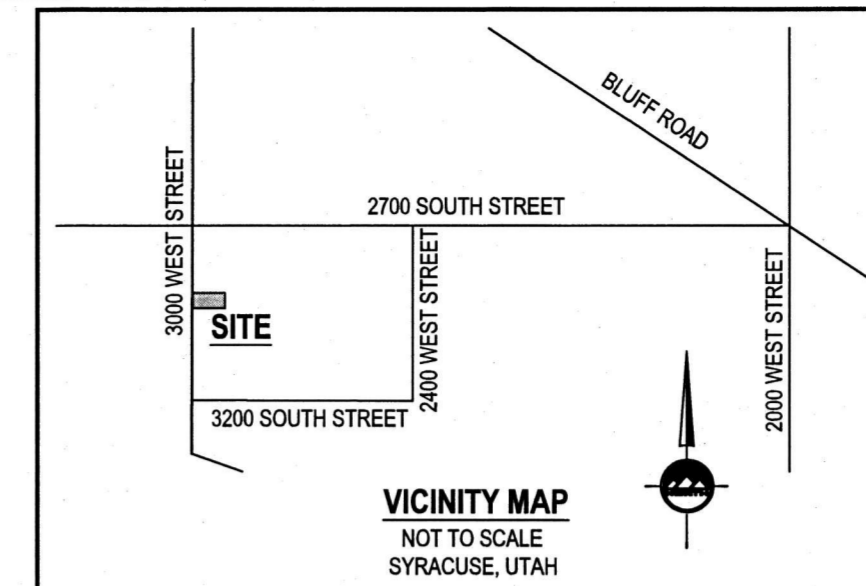 BLUFF ROAD
3000 WEST STREET
2700 SOUTH STREET
2400 WEST STREET
2000 WEST STREET
SITE
3200 SOUTH STREET
VICINITY MAP
NOT TO SCALE
SYRACUSE, UTAH